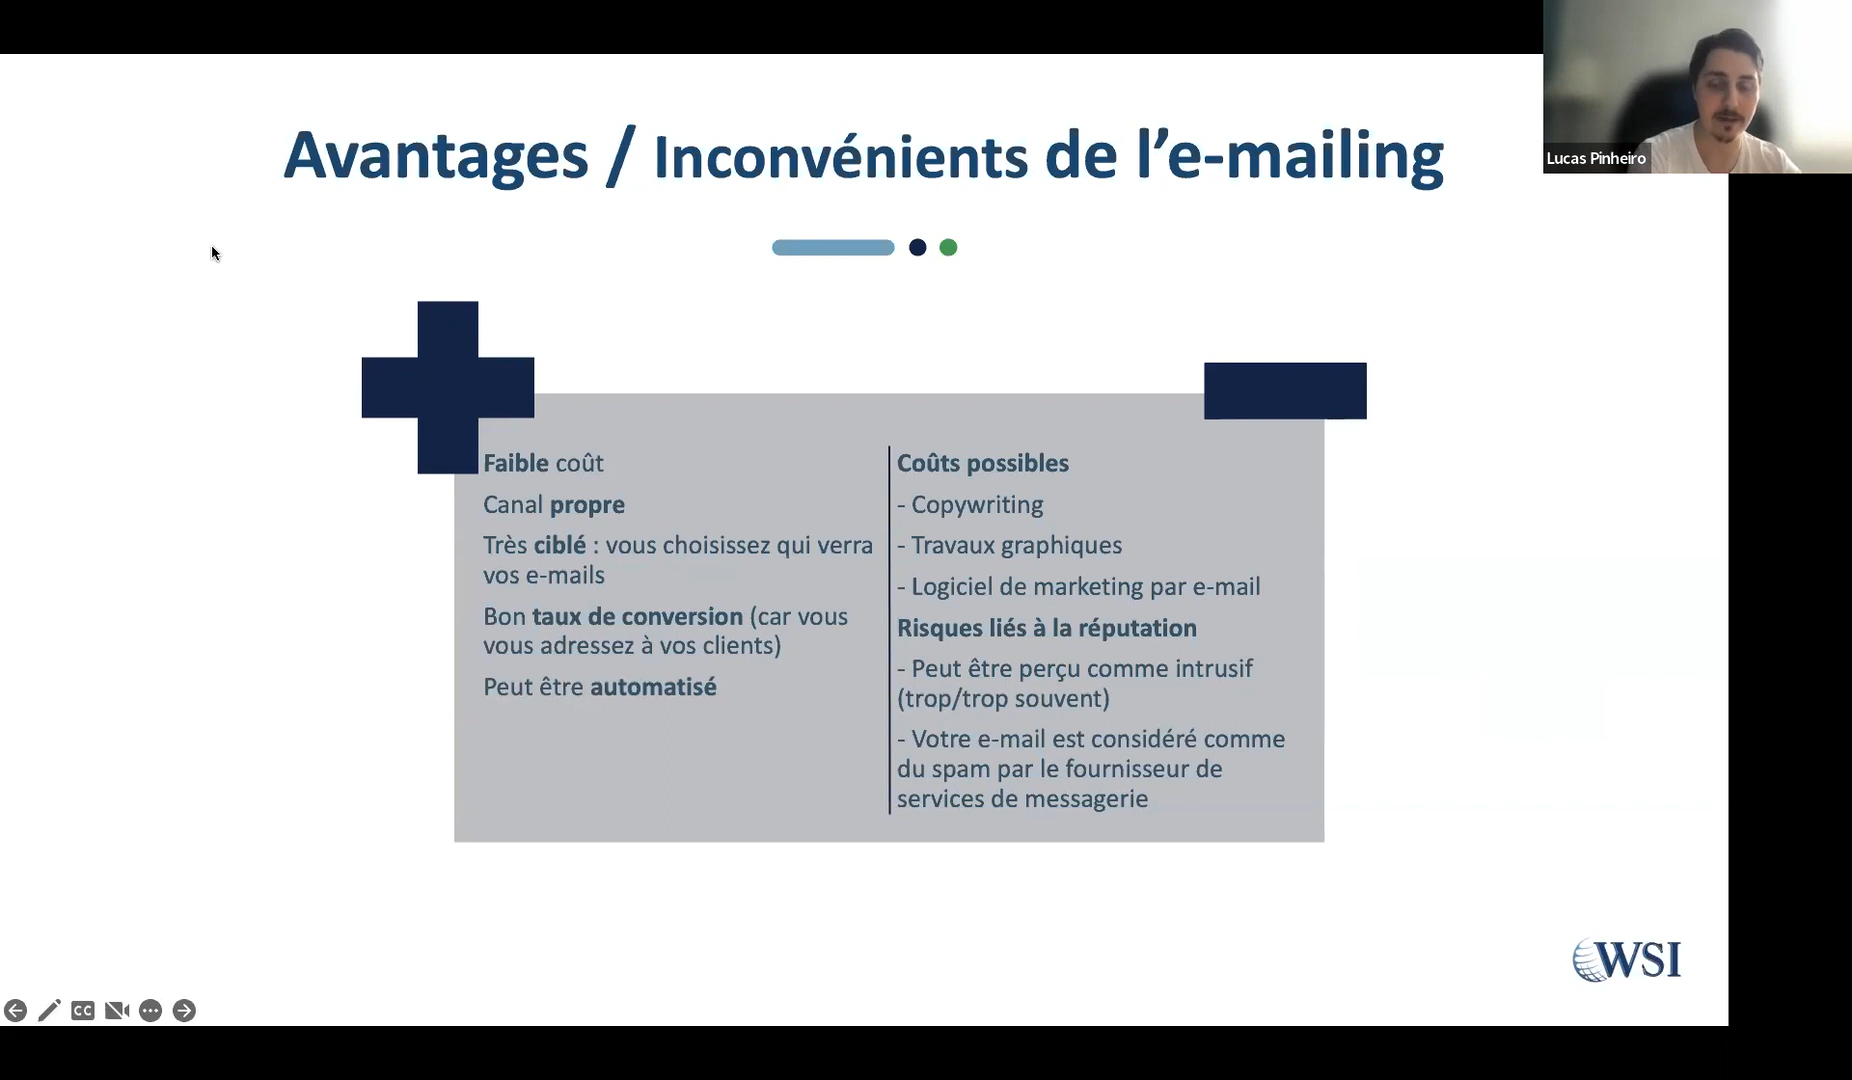 Avantages / Inconvénients de l’e-mailing
Lucas Pinheiro
Faible coût
Canal propre
Très ciblé : vous choisissez qui verra
vos e-mails
Bon taux de conversion (car vous
vous adressez à vos clients)
Peut être automatisé
Coûts possibles
- Copywriting
- Travaux graphiques
- Logiciel de marketing par e-mail
Risques liés à la réputation
- Peut être perçu comme intrusif
(trop/trop souvent)
- Votre e-mail est considéré comme
du spam par le fournisseur de
services de messagerie
WSI
CC